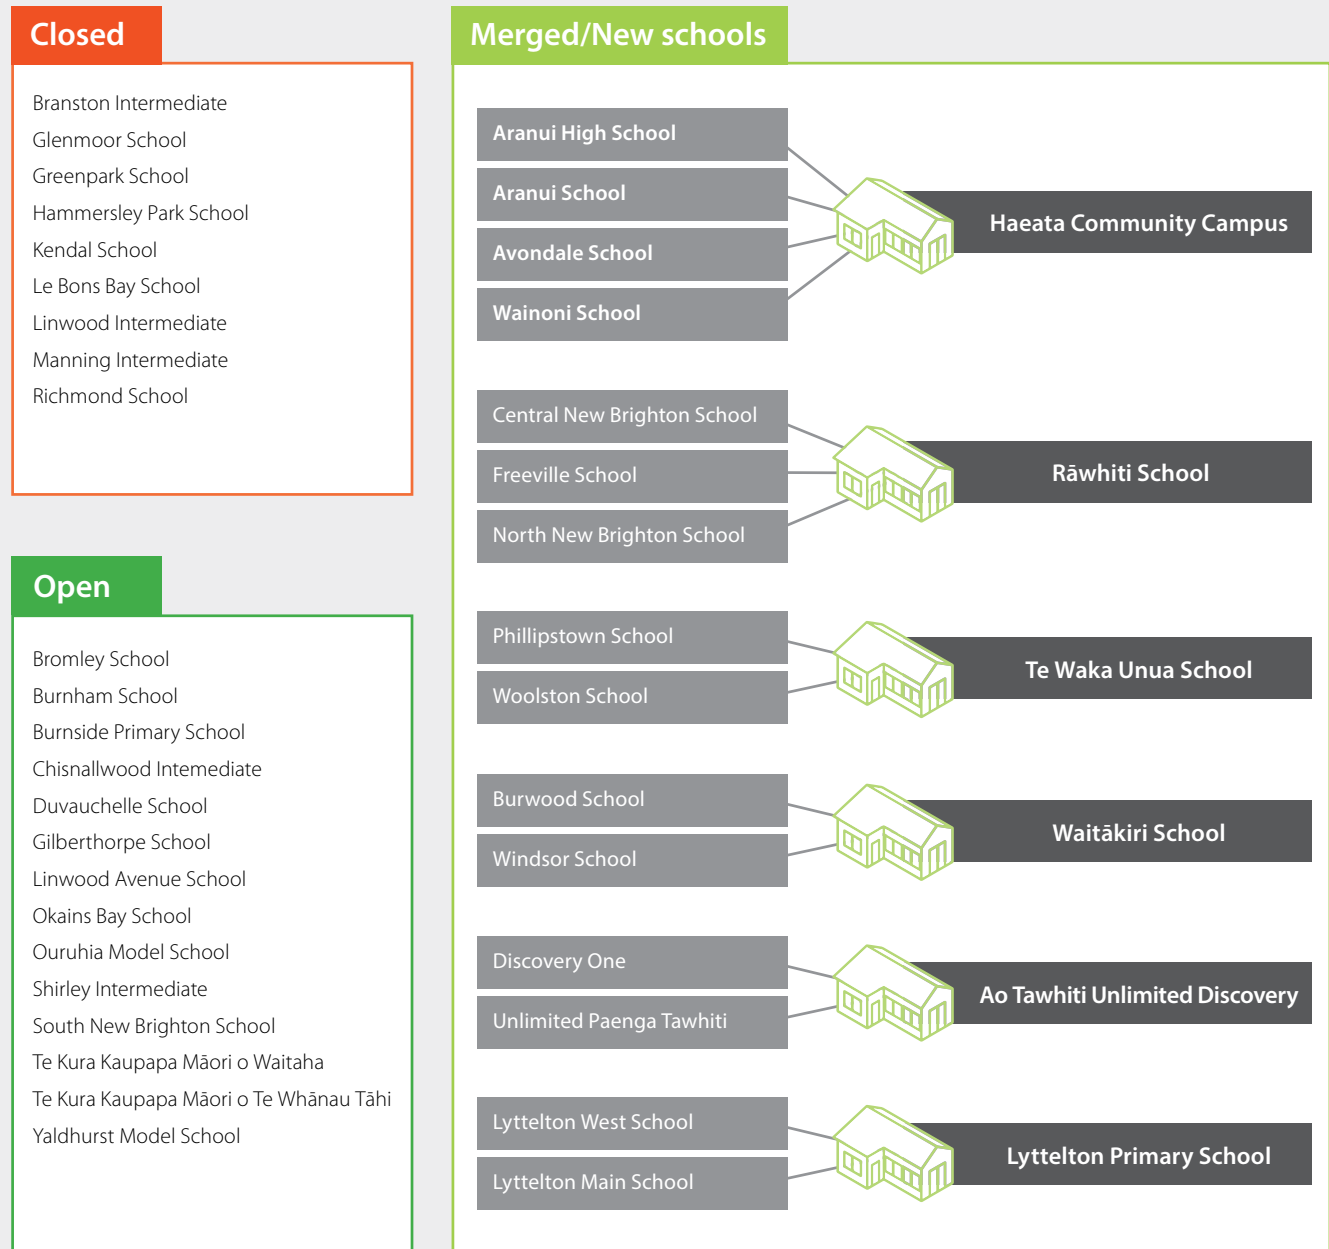 Closed
Branston Intermediate
Glenmoor School
Greenpark School
Hammersley Park School
Kendal School
Le Bons Bay School
Linwood Intermediate
Manning Intermediate
Richmond School
Open
Bromley School
Burnham School
Burnside Primary School
Chisnallwood Intemediate
Duvauchelle School
Gilberthorpe School
Linwood Avenue School
Okains Bay School
Ouruhia Model School
Shirley Intermediate
South New Brighton School
Te Kura Kaupapa Māori o Waitaha
Te Kura Kaupapa Māori o Te Whānau Tāhi
Yaldhurst Model School
Merged/New schools
Aranui High School
Aranui School
Avondale School
Wainoni School
Haeata Community Campus
Central New Brighton School
Freeville School
North New Brighton School
Rāwhiti School
Phillipstown School
Woolston School
Te Waka Unua School
Burwood School
Windsor School
Waitākiri School
Discovery One
Unlimited Paenga Tawhiti
Ao Tawhiti Unlimited Discovery
Lyttelton West School
Lyttelton Main School
Lyttelton Primary School